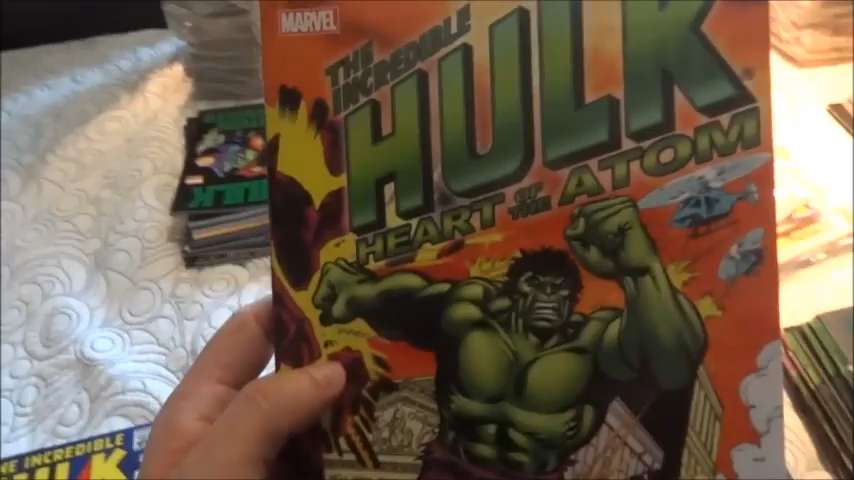 MARVEL
THE
INCREDIBLE
HULK
HEART OF THE ATOM
HULK
THE INCREDIBLE